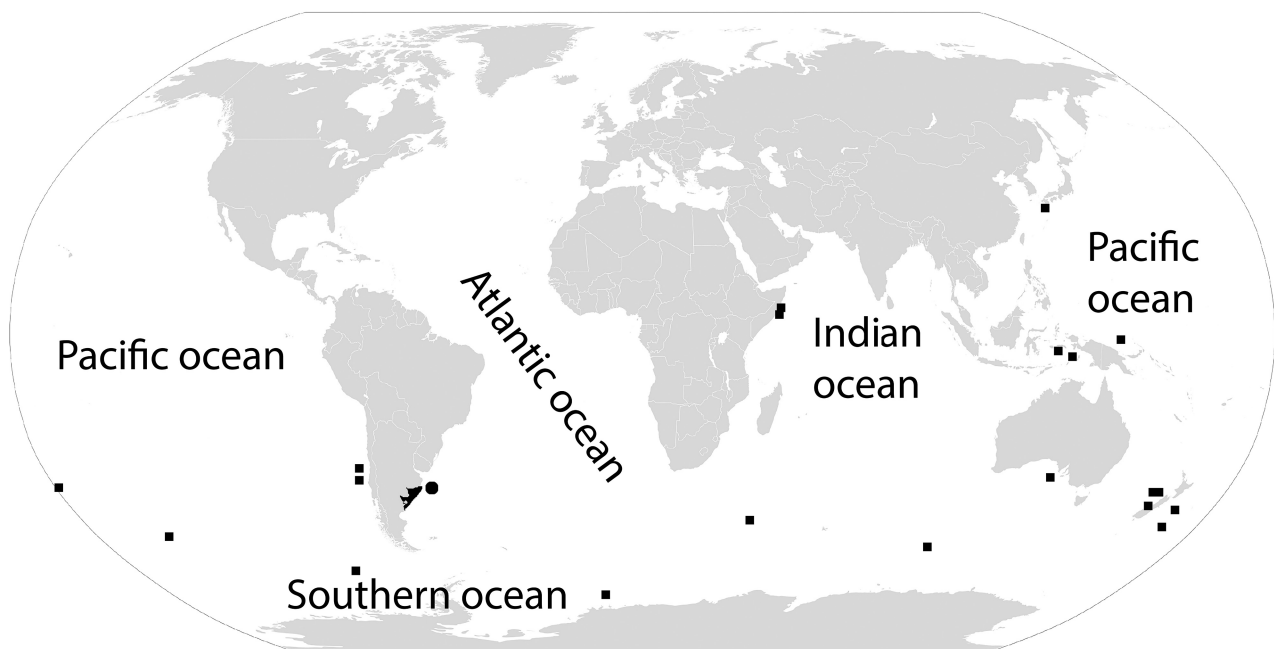 Pacific
ocean
Atlantic ocean
Indian
ocean
Pacific ocean
Southern ocean